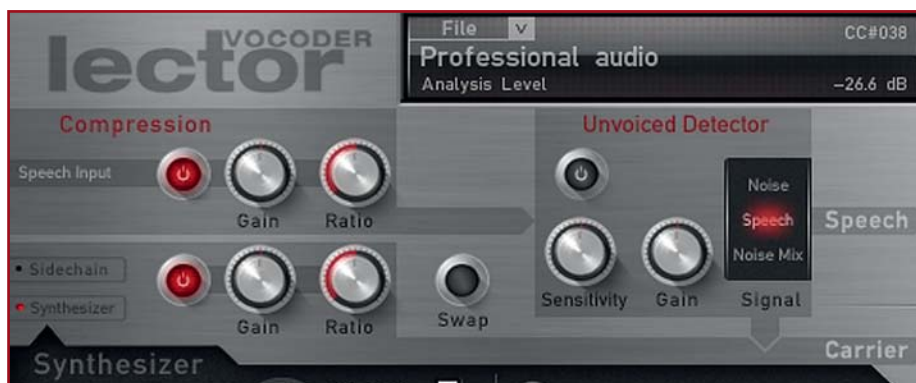 lector
VOCODER
File V
CC#038
Professional audio
Analysis Level
-26.6 dB
Compression
Unvoiced Detector
Speech Input
Gain
Ratio
Noise
Speech
Noise Mix
Speech
Sidechain
Synthesizer
Gain
Ratio
Swap
Sensitivity
Gain
Signal
Carrier
Synthesizer